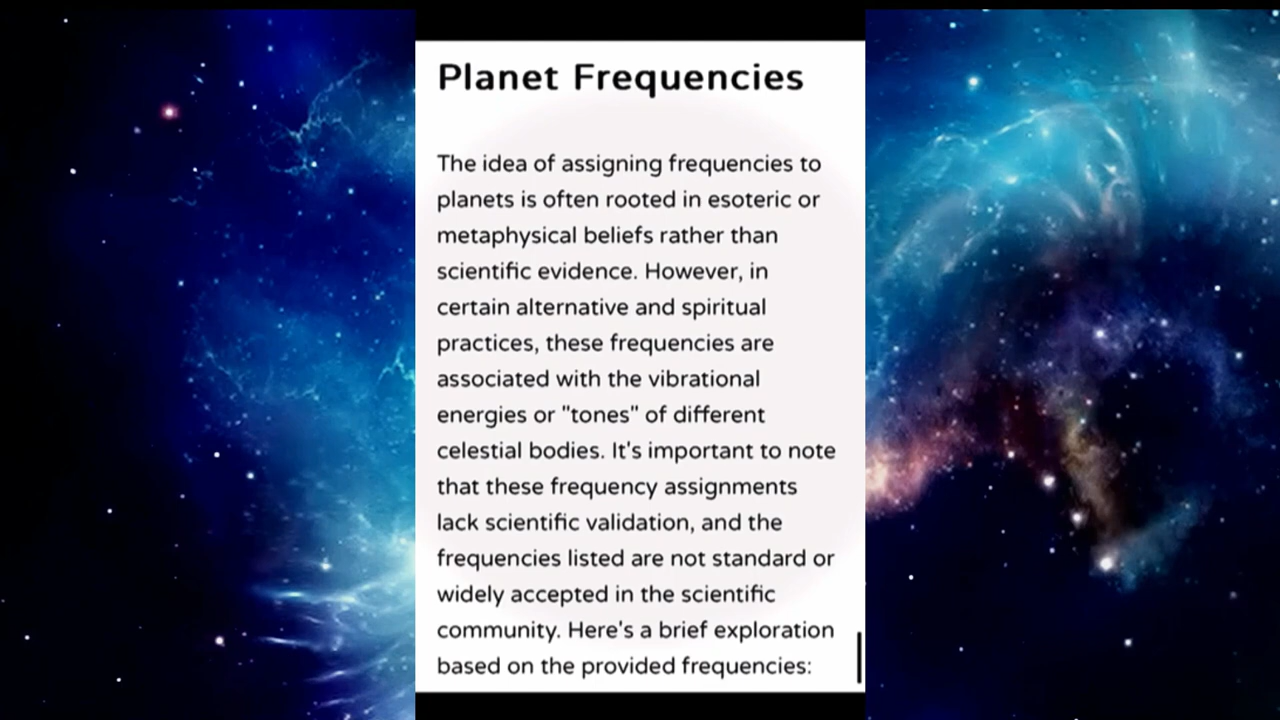 Planet Frequencies
The idea of assigning frequencies to
planets is often rooted in esoteric or
metaphysical beliefs rather than
scientific evidence. However, in
certain alternative and spiritual
practices, these frequencies are
associated with the vibrational
energies or "tones" of different
celestial bodies. It's important to note
that these frequency assignments
lack scientific validation, and the
frequencies listed are not standard or
widely accepted in the scientific
community. Here's a brief exploration
based on the provided frequencies: